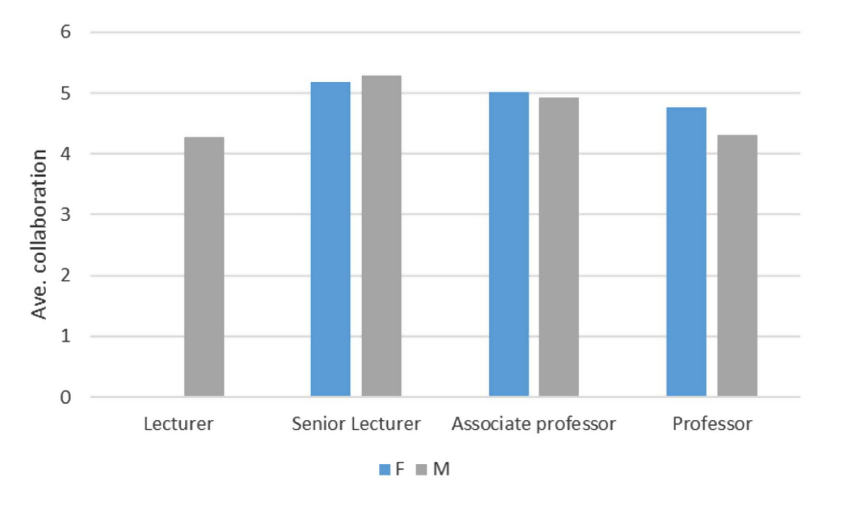 6
5
4
3
2
1
0
Ave. collaboration
Lecturer Senior Lecturer Associate professor Professor
F M